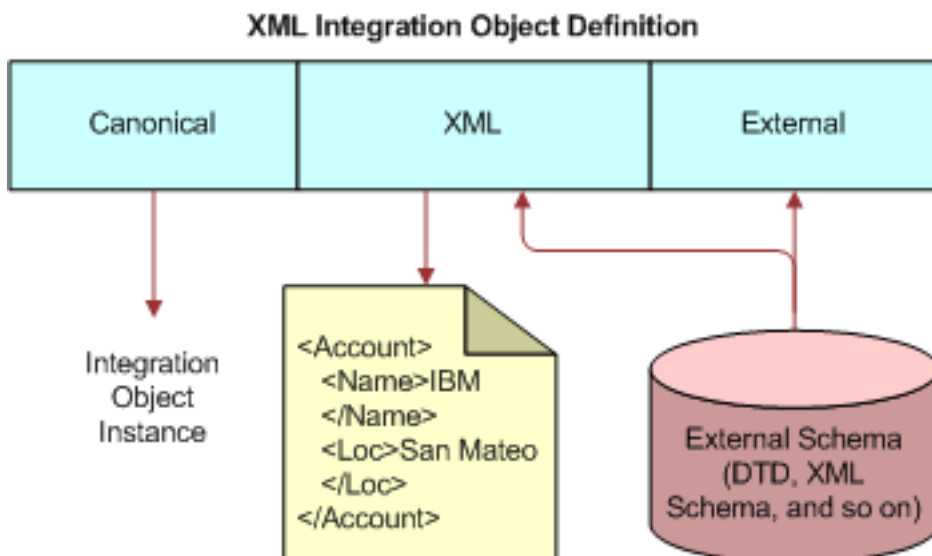 XML Integration Object Definition
Canonical
XML
External
Integration
Object
Instance
<Account>
<Name>IBM
</Name>
<Loc>San Mateo
</Loc>
</Account>
External Schema
(DTD, XML
Schema, and so on)